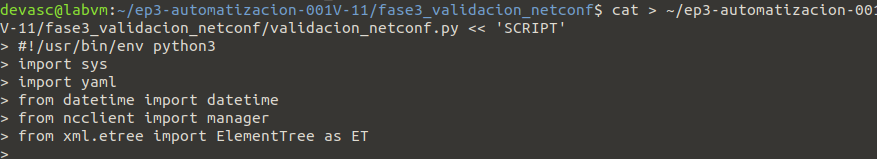 devasc@labvm:~/ep3-automatizacion-001V-11/fase3_validacion_netconf$ cat > ~/ep3-automatizacion-001
V-11/fase3_validacion_netconf/validacion_netconf.py << 'SCRIPT'
> #!/usr/bin/env python3
> import sys
> import yaml
> from datetime import datetime
> from ncclient import manager
> from xml.etree import ElementTree as ET
>